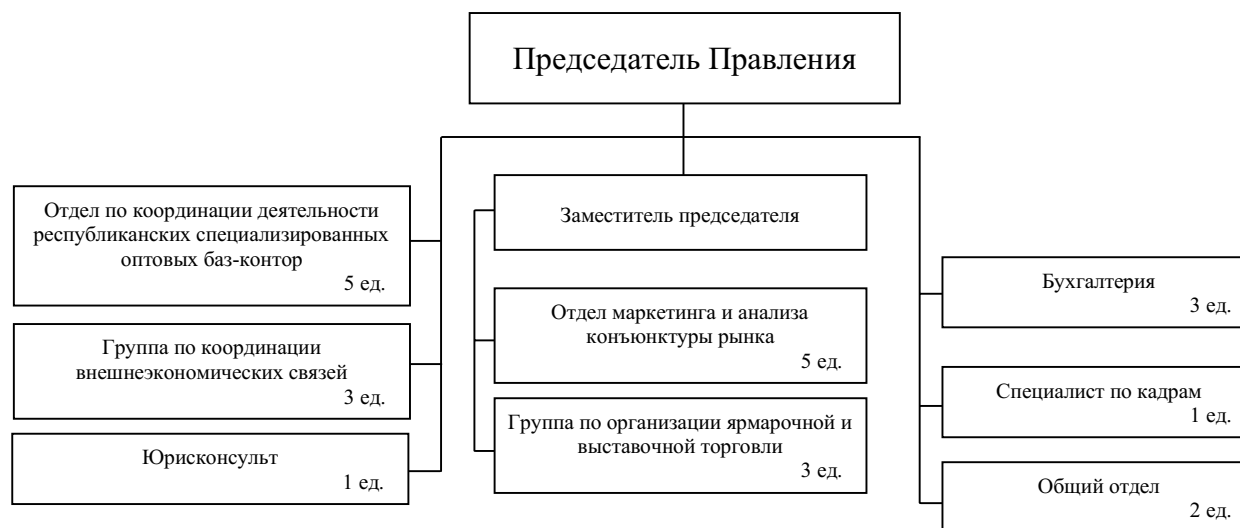 Председатель Правления
Отдел по координации деятельности
республиканских специализированных
оптовых баз-контор
5 ед.
Группа по координации
внешнеэкономических связей
3 ед.
Юрисконсульт
1 ед.
Заместитель председателя
Отдел маркетинга и анализа
конъюнктуры рынка
5 ед.
Группа по организации ярмарочной и
выставочной торговли
3 ед.
Бухгалтерия
3 ед.
Специалист по кадрам
1 ед.
Общий отдел
2 ед.